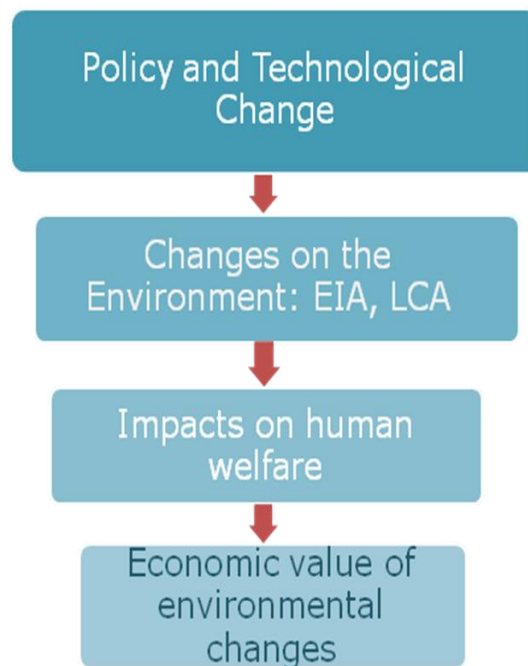 Policy and Technological
Change
Changes on the
Environment: EIA, LCA
Impacts on human
welfare
Economic value of
environmental
changes